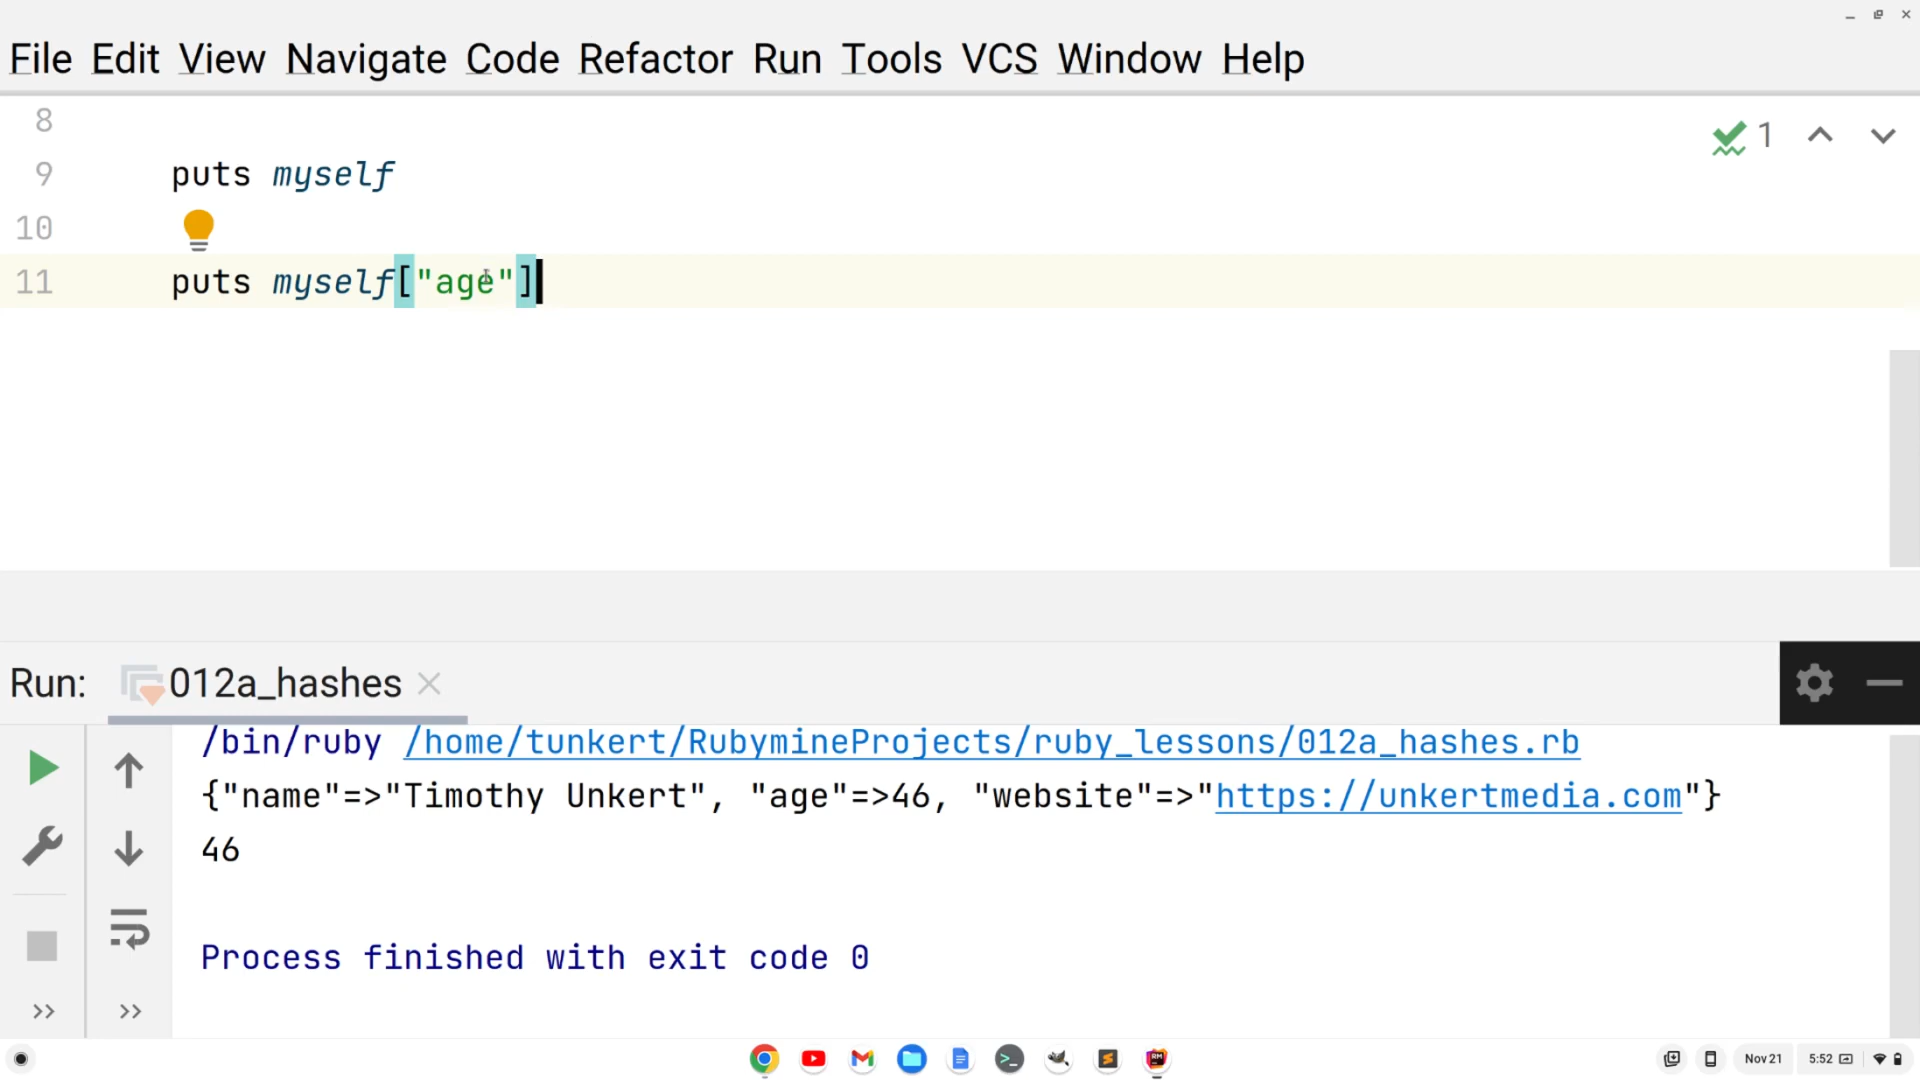 File Edit View Navigate Code Refactor Run Tools VCS Window Help
8
1
9 puts myself
10
11 puts myself["age"]
Run: 012a_hashes
/bin/ruby /home/tunkert/RubymineProjects/ruby_lessons/012a_hashes.rb
{"name"=>"Timothy Unkert", "age"=>46, "website"=>"https://unkertmedia.com"}
46
Process finished with exit code 0
Nov 21 5:52